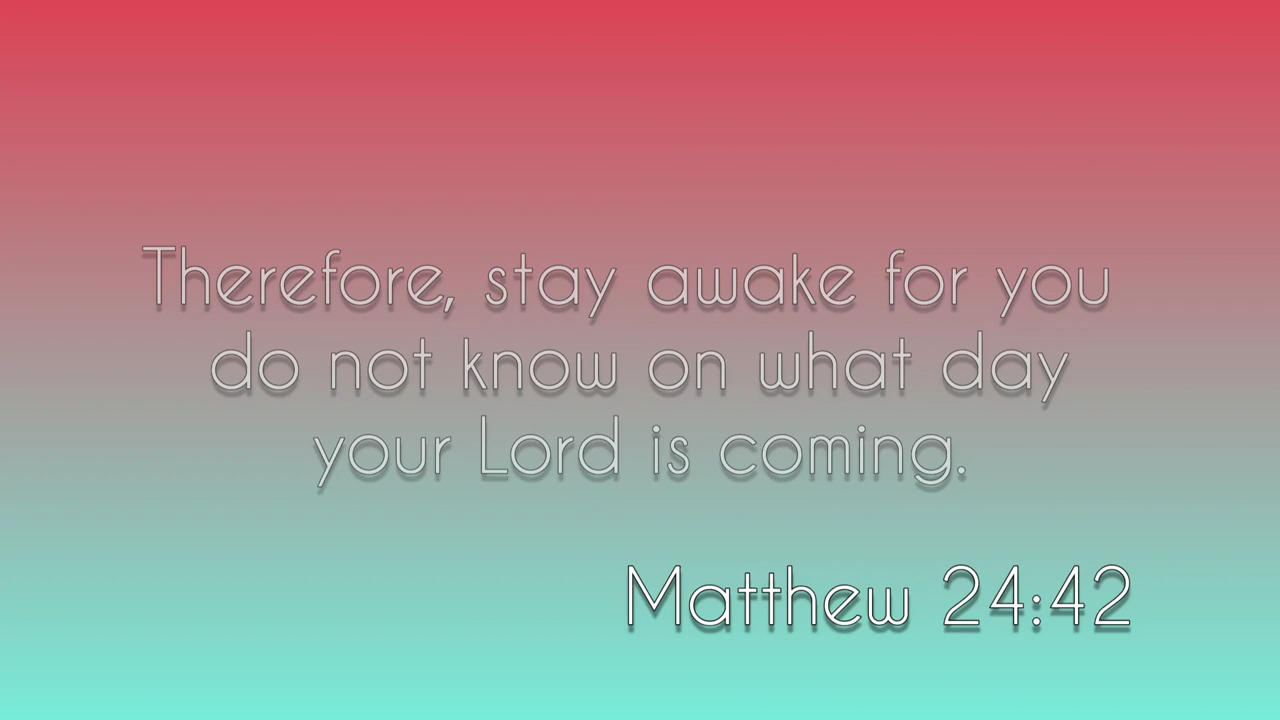 Therefore, stay awake for you
do not know on what day
your Lord is coming.
Matthew 24:42